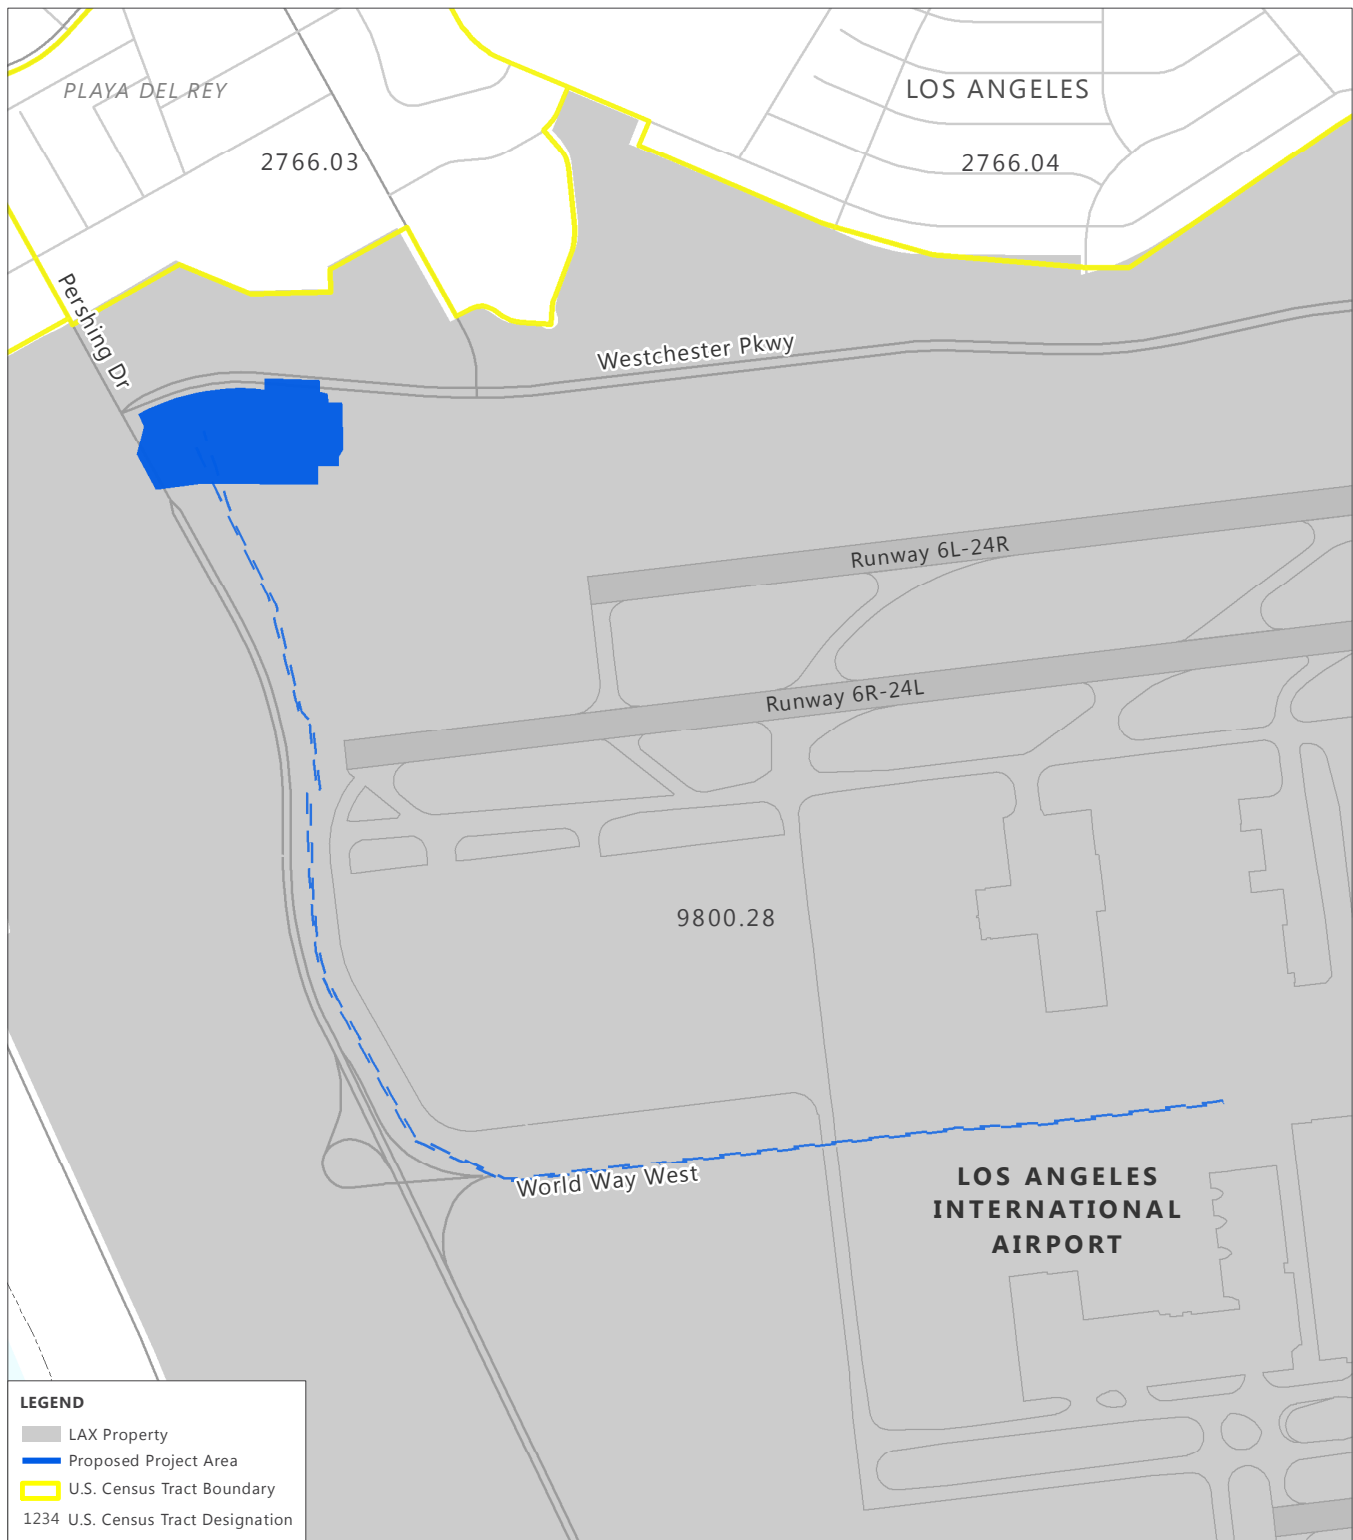 PLAYA DEL REY
LOS ANGELES
2766.03
2766.04
Pershing Dr
Westchester Pkwy
Runway 6L-24R
Runway 6R-24L
9800.28
World Way West
LOS ANGELES
INTERNATIONAL
AIRPORT
LEGEND
LAX Property
Proposed Project Area
U.S. Census Tract Boundary
1234 U.S. Census Tract Designation